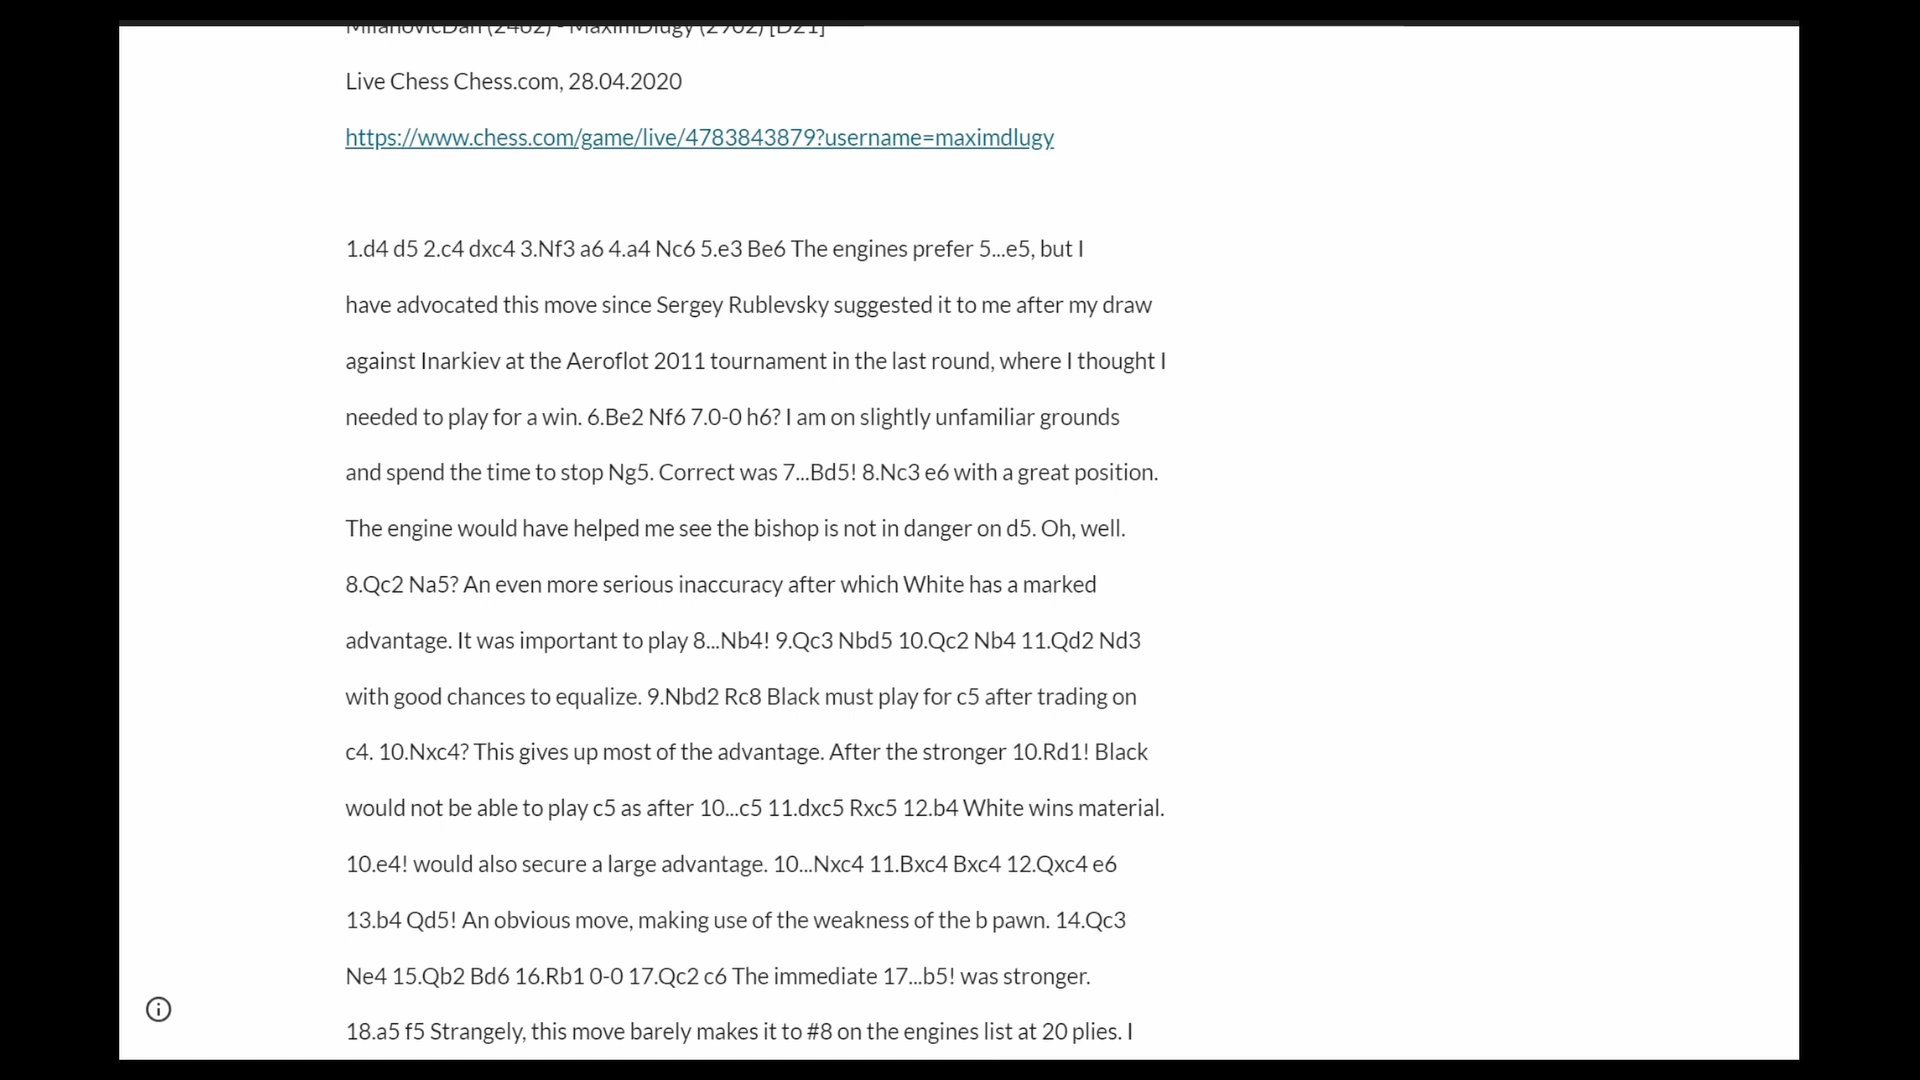 MilanovicDan (2462) - MaximDlugy (2902) [D21]
Live Chess Chess.com, 28.04.2020
https://www.chess.com/game/live/4783843879?username=maximdlugy
1.d4 d5 2.c4 dxc4 3.Nf3 a6 4.a4 Nc6 5.e3 Be6 The engines prefer 5...e5, but I
have advocated this move since Sergey Rublevsky suggested it to me after my draw
against Inarkiev at the Aeroflot 2011 tournament in the last round, where I thought I
needed to play for a win. 6.Be2 Nf6 7.0-0 h6? I am on slightly unfamiliar grounds
and spend the time to stop Ng5. Correct was 7...Bd5! 8.Nc3 e6 with a great position.
The engine would have helped me see the bishop is not in danger on d5. Oh, well.
8.Qc2 Na5? An even more serious inaccuracy after which White has a marked
advantage. It was important to play 8...Nb4! 9.Qc3 Nbd5 10.Qc2 Nb4 11.Qd2 Nd3
with good chances to equalize. 9.Nbd2 Rc8 Black must play for c5 after trading on
c4. 10.Nxc4? This gives up most of the advantage. After the stronger 10.Rd1! Black
would not be able to play c5 as after 10...c5 11.dxc5 Rxc5 12.b4 White wins material.
10.e4! would also secure a large advantage. 10...Nxc4 11.Bxc4 Bxc4 12.Qxc4 e6
13.b4 Qd5! An obvious move, making use of the weakness of the b pawn. 14.Qc3
Ne4 15.Qb2 Bd6 16.Rb1 0-0 17.Qc2 c6 The immediate 17...b5! was stronger.
18.a5 f5 Strangely, this move barely makes it to #8 on the engines list at 20 plies. I